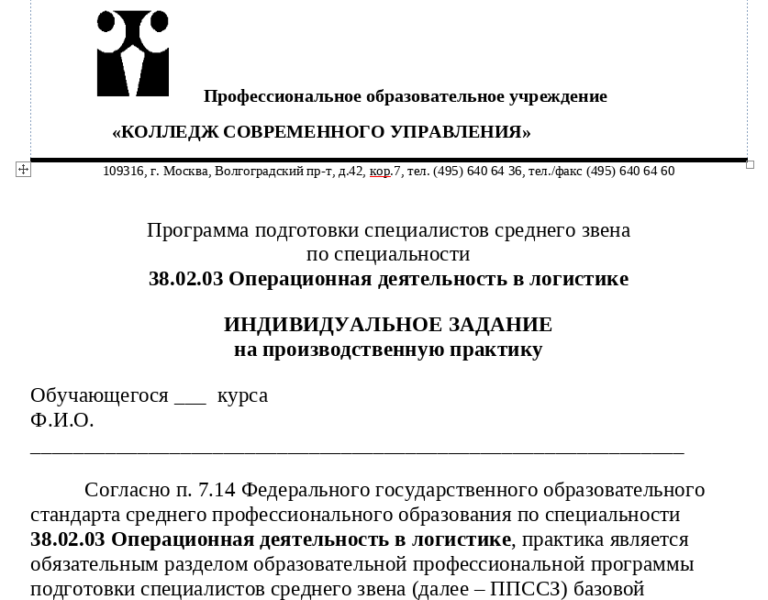 Профессиональное образовательное учреждение
«КОЛЛЕДЖ СОВРЕМЕННОГО УПРАВЛЕНИЯ»
109316, г. Москва, Волгоградский пр-т, д.42, кор.7, тел. (495) 640 64 36, тел./факс (495) 640 64 60
Программа подготовки специалистов среднего звена
по специальности
38.02.03 Операционная деятельность в логистике
ИНДИВИДУАЛЬНОЕ ЗАДАНИЕ
на производственную практику
Обучающегося ___ курса
Ф.И.О.
_______________________________________________________________
Согласно п. 7.14 Федерального государственного образовательного
стандарта среднего профессионального образования по специальности
38.02.03 Операционная деятельность в логистике, практика является
обязательным разделом образовательной профессиональной программы
подготовки специалистов среднего звена (далее – ППССЗ) базовой